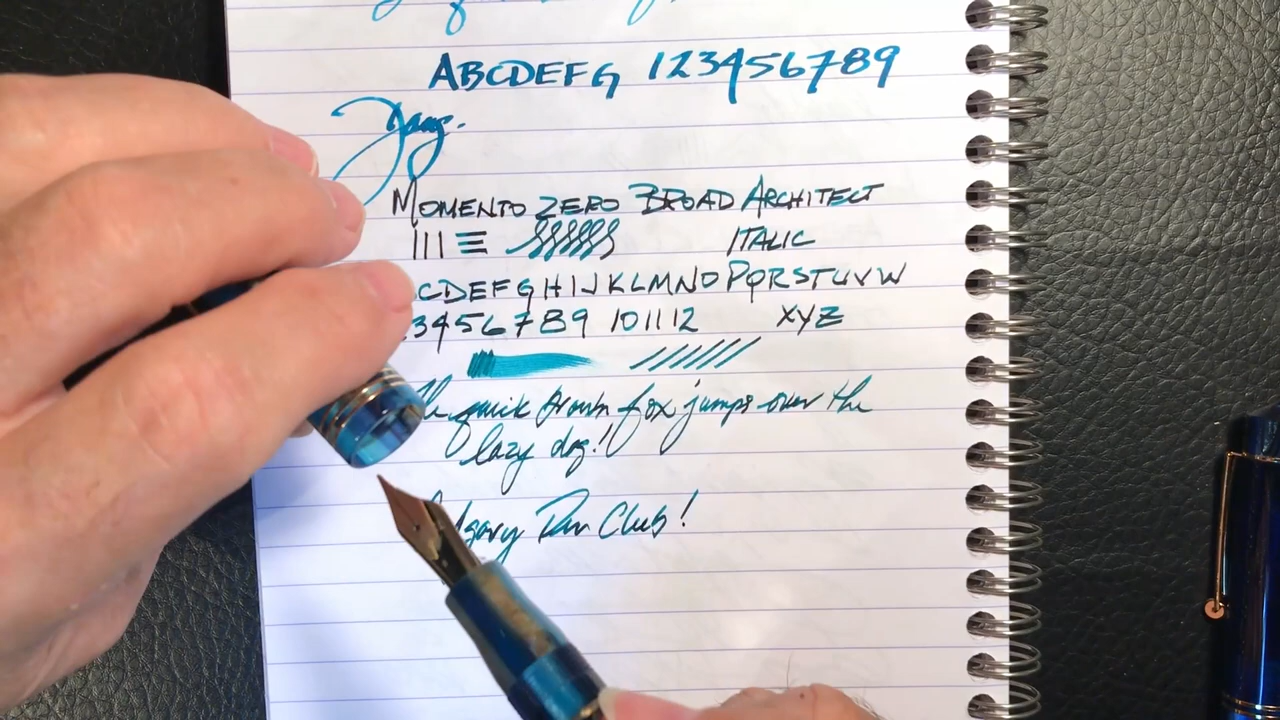 ABCDEFG 123456789
MOMENTO ZERO BROAD ARCHITECT
ITALIC
CDEFGHIJKLMNOPQRSTUVW
3456789 101112 XYZ
The quick brown fox jumps over the
lazy dog!
Pen Club!